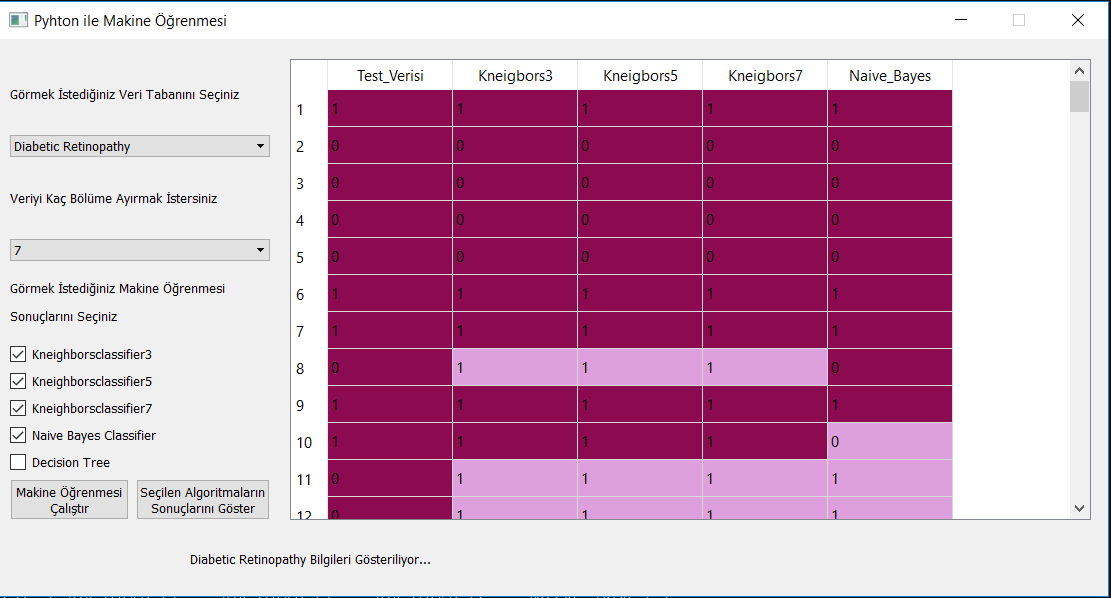 Pyhton ile Makine Öğrenmesi
Görmek İstediğiniz Veri Tabanını Seçiniz
Diabetic Retinopathy
Veriyi Kaç Bölüme Ayırmak İstersiniz
7
Görmek İstediğiniz Makine Öğrenmesi
Sonuçlarını Seçiniz
Kneighborsclassifier3
Kneighborsclassifier5
Kneighborsclassifier7
Naive Bayes Classifier
Decision Tree
Makine Öğrenmesi
Çalıştır
Seçilen Algoritmaların
Sonuçlarını Göster
Test_Verisi Kneigbors3 Kneigbors5 Kneigbors7 Naive_Bayes
1 1 1 1 1 1
2 0 0 0 0 0
3 0 0 0 0 0
4 0 0 0 0 0
5 0 0 0 0 0
6 1 1 1 1 1
7 1 1 1 1 1
8 0 1 1 1 0
9 1 1 1 1 1
10 1 1 1 1 0
11 0 1 1 1 1
12 0 1 1 1 1
Diabetic Retinopathy Bilgileri Gösteriliyor...